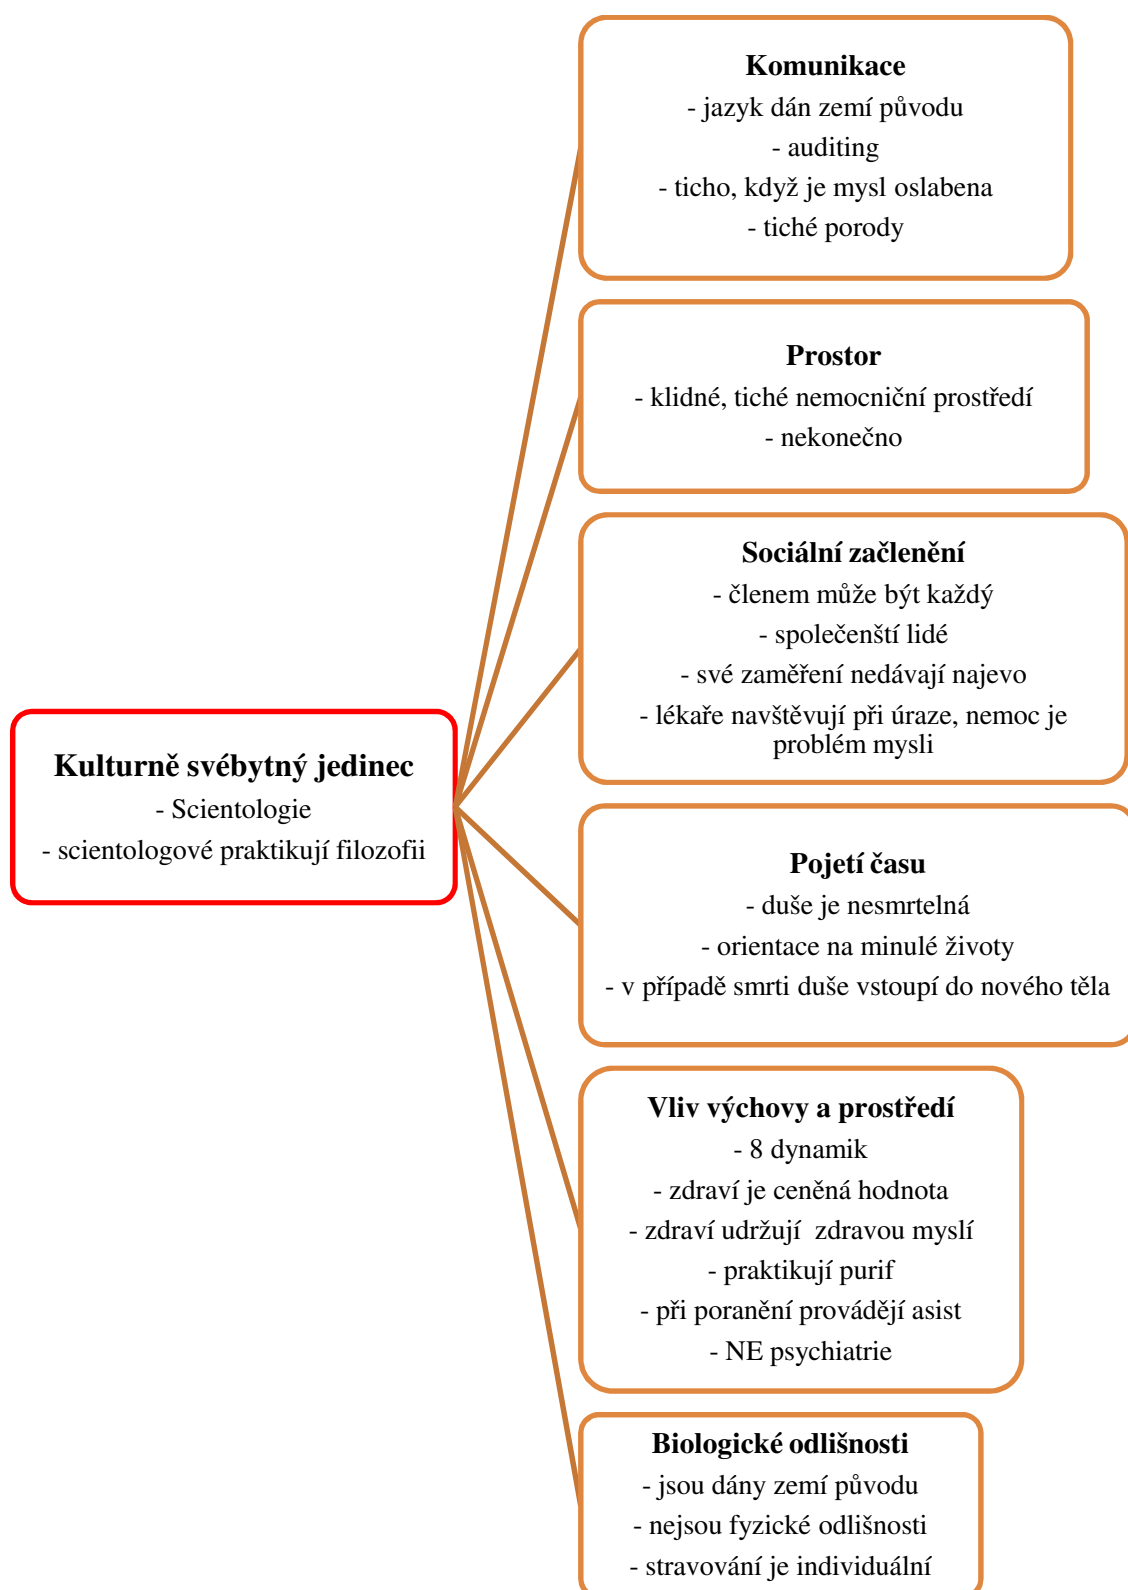 Komunikace
- jazyk dán zemí původu
- auditing
- ticho, když je mysl oslabena
- tiché porody
Prostor
- klidné, tiché nemocniční prostředí
- nekonečno
Sociální začlenění
- členem může být každý
- společenští lidé
- své zaměření nedávají najevo
- lékaře navštěvují při úraze, nemoc je
problém mysli
Kulturně svébytný jedinec
- Scientologie
- scientologové praktikují filozofii
Pojetí času
- duše je nesmrtelná
- orientace na minulé životy
- v případě smrti duše vstoupí do nového těla
Vliv výchovy a prostředí
- 8 dynamik
- zdraví je ceněná hodnota
- zdraví udržují  zdravou myslí
- praktikují purif
- při poranění provádějí asist
- NE psychiatrie
Biologické odlišnosti
- jsou dány zemí původu
- nejsou fyzické odlišnosti
- stravování je individuální